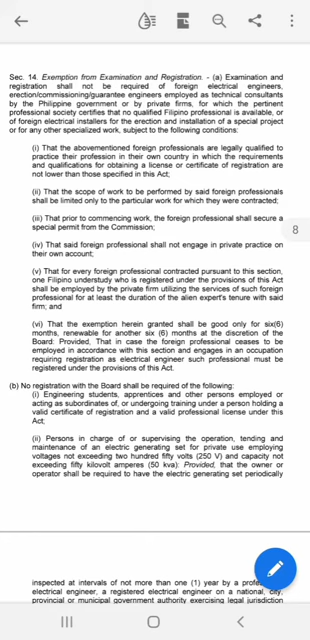 Sec. 14. Exemption from Examination and Registration. - (a) Examination and
registration shall not be required of foreign electrical engineers,
erection/commissioning/guarantee engineers employed as technical consultants
by the Philippine government or by private firms, for which the pertinent
professional society certifies that no qualified Filipino professional is available, or
of foreign electrical installers for the erection and installation of a special project
or for any other specialized work, subject to the following conditions:
(i) That the abovementioned foreign professionals are legally qualified to
practice their profession in their own country in which the requirements
and qualifications for obtaining a license or certificate of registration are
not lower than those specified in this Act;
(ii) That the scope of work to be performed by said foreign professionals
shall be limited only to the particular work for which they were contracted;
(iii) That prior to commencing work, the foreign professional shall secure a
special permit from the Commission;
8
(iv) That said foreign professional shall not engage in private practice on
their own account;
(v) That for every foreign professional contracted pursuant to this section,
one Filipino understudy who is registered under the provisions of this Act
shall be employed by the private firm utilizing the services of such foreign
professional for at least the duration of the alien expert's tenure with said
firm; and
(vi) That the exemption herein granted shall be good only for six(6)
months, renewable for another six (6) months at the discretion of the
Board: Provided, That in case the foreign professional ceases to be
employed in accordance with this section and engages in an occupation
requiring registration as electrical engineer such professional must be
registered under the provisions of this Act.
(b) No registration with the Board shall be required of the following:
(i) Engineering students, apprentices and other persons employed or
acting as subordinates of, or undergoing training under a person holding a
valid certificate of registration and a valid professional license under this
Act;
(ii) Persons in charge of or supervising the operation, tending and
maintenance of an electric generating set for private use employing
voltages not exceeding two hundred fifty volts (250 V) and capacity not
exceeding fifty kilovolt amperes (50 kva): Provided, that the owner or
operator shall be required to have the electric generating set periodically
inspected at intervals of not more than one (1) year by a
electrical engineer, a registered electrical engineer on a national, city,
provincial or municipal government authority exercising legal jurisdiction